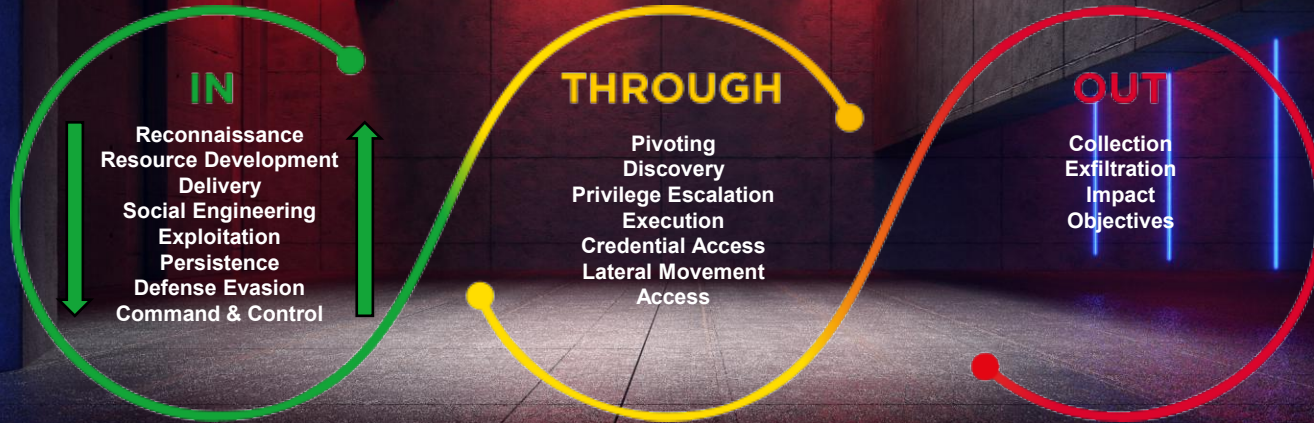 IN
Reconnaissance
Resource Development
Delivery
Social Engineering
Exploitation
Persistence
Defense Evasion
Command & Control
THROUGH
Pivoting
Discovery
Privilege Escalation
Execution
Credential Access
Lateral Movement
Access
OUT
Collection
Exfiltration
Impact
Objectives